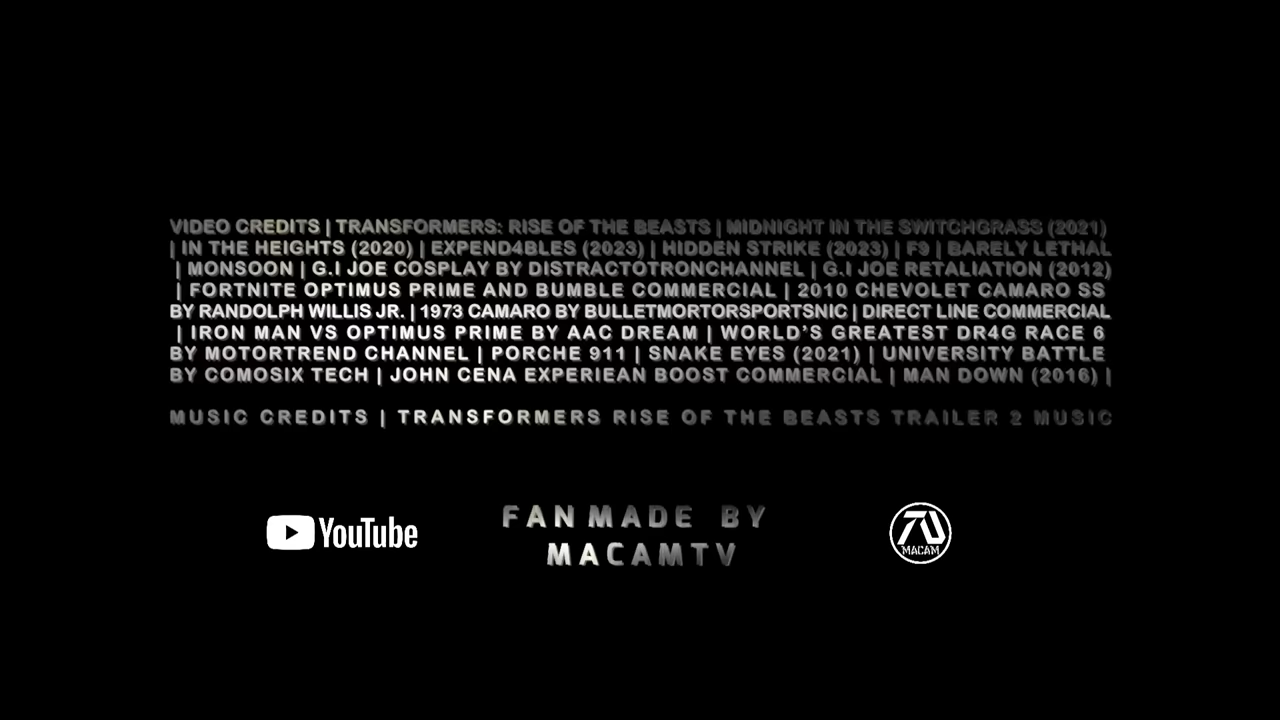 VIDEO CREDITS | TRANSFORMERS: RISE OF THE BEASTS | MIDNIGHT IN THE SWITCHGRASS (2021)
| IN THE HEIGHTS (2020) | EXPEND4BLES (2023) | HIDDEN STRIKE (2023) | F9 | BARELY LETHAL
| MONSOON | G.I JOE COSPLAY BY DISTRACTOTRONCHANNEL | G.I JOE RETALIATION (2012)
| FORTNITE OPTIMUS PRIME AND BUMBLE COMMERCIAL | 2010 CHEVOLET CAMARO SS
BY RANDOLPH WILLIS JR. | 1973 CAMARO BY BULLETMORTORSPORTSNIC | DIRECT LINE COMMERCIAL
| IRON MAN VS OPTIMUS PRIME BY AAC DREAM | WORLD'S GREATEST DR4G RACE 6
BY MOTORTREND CHANNEL | PORCHE 911 | SNAKE EYES (2021) | UNIVERSITY BATTLE
BY COMOSIX TECH | JOHN CENA EXPERIEAN BOOST COMMERCIAL | MAN DOWN (2016) |
MUSIC CREDITS | TRANSFORMERS RISE OF THE BEASTS TRAILER 2 MUSIC
YouTube
FANMADE BY
MACAMTV
MACAM